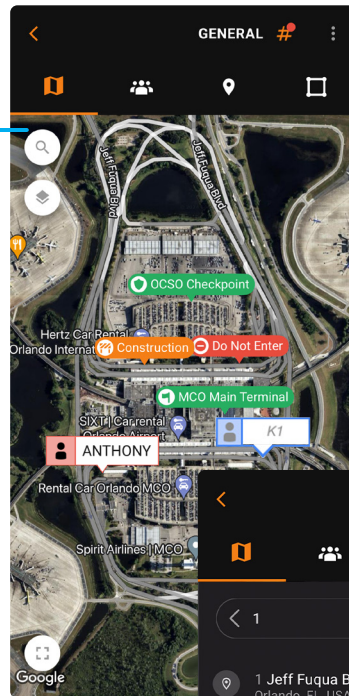 GENERAL #
Jeff Fuqua Blvd
Jeff Fuqua Blvd
OCSO Checkpoint
Hertz Car Rental
Orlando Internat
Construction
Do Not Enter
MCO Main Terminal
SIXT | Car rental
Orlando Airport
K1
ANTHONY
Rental Car Orlando MCO
Spirit Airlines | MCO
1
1 Jeff Fuqua B
Orlando, FL, USA
Google